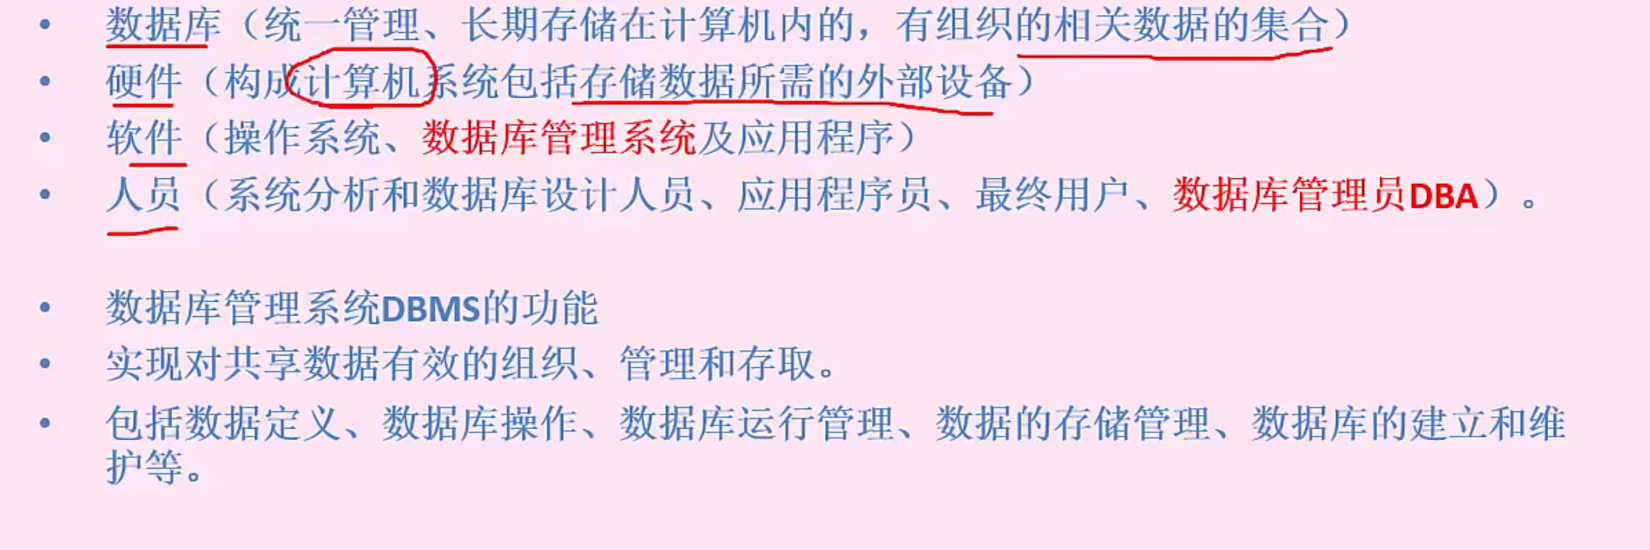 • 数据库（统一管理、长期存储在计算机内的，有组织的相关数据的集合）
• 硬件（构成计算机系统包括存储数据所需的外部设备）
• 软件（操作系统、数据库管理系统及应用程序）
• 人员（系统分析和数据库设计人员、应用程序员、最终用户、数据库管理员DBA）。
• 数据库管理系统DBMS的功能
• 实现对共享数据有效的组织、管理和存取。
• 包括数据定义、数据库操作、数据库运行管理、数据的存储管理、数据库的建立和维
护等。